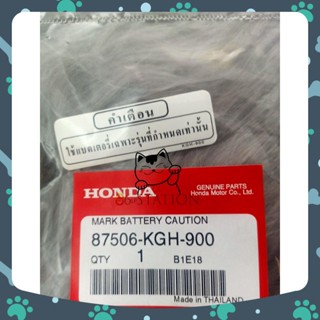 คำเตือน
ใช้แบตเตอรี่เฉพาะรุ่นที่กำหนดเท่านั้น
HONDA
GENUINE PARTS
Honda Motor Co., Ltd.
STATION
MARK BATTERY CAUTION
87506-KGH-900
QTY 1 B1E18
Made in THAILAND